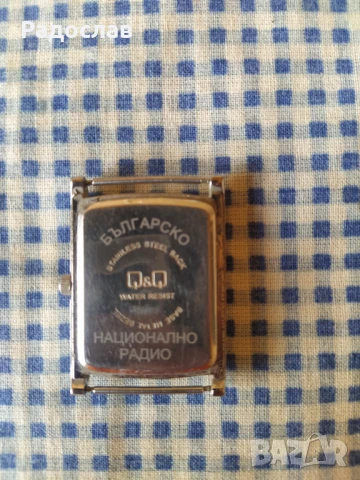 Радослав
БЪЛГАРСКО
STAINLESS STEEL BACK
Q&Q
WATER RESIST
НАЦИОНАЛНО
РАДИО
BAZAR